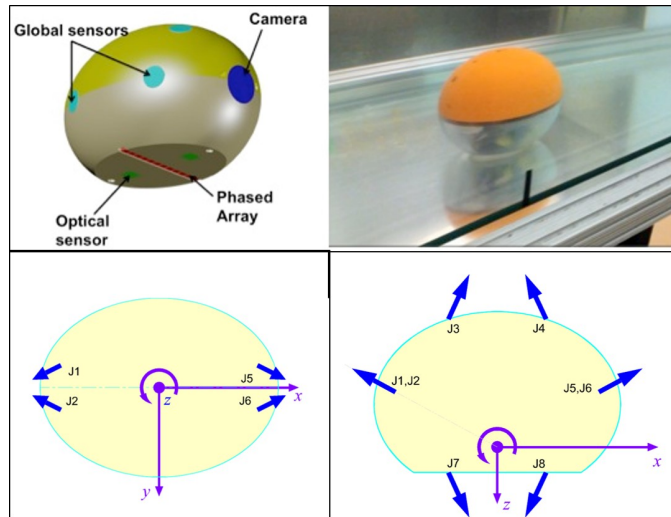 Global sensors
Camera
Optical
sensor
Phased
Array
J1
J2
J5
J6
z
x
y
J3
J4
J1,J2
J5,J6
J7
J8
x
z